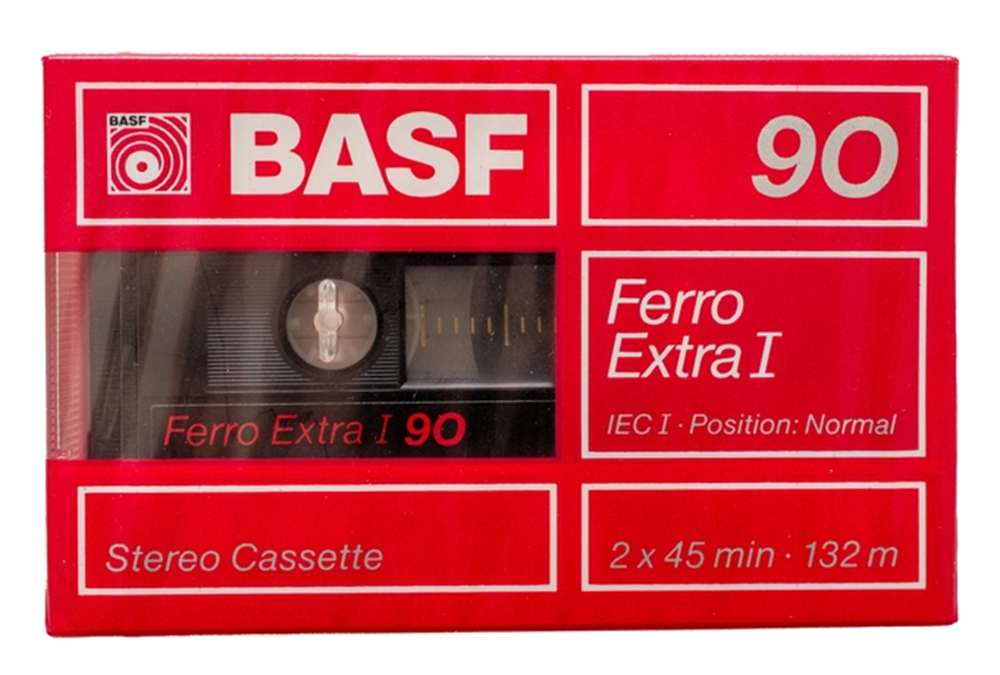 BASF
BASF
90
Ferro
Extra I
IEC I · Position: Normal
Ferro Extra I 90
Stereo Cassette
2 x 45 min · 132 m